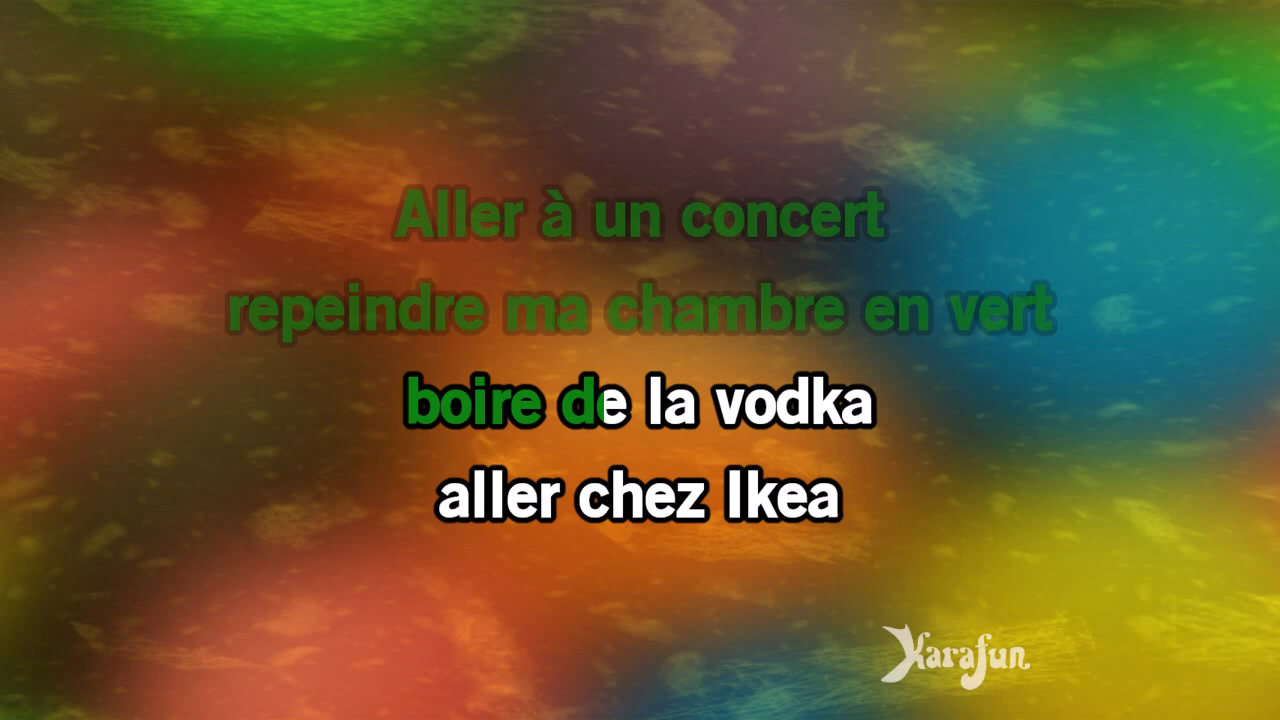 Aller à un concert
repeindre ma chambre en vert
boire de la vodka
aller chez Ikea
Karafun